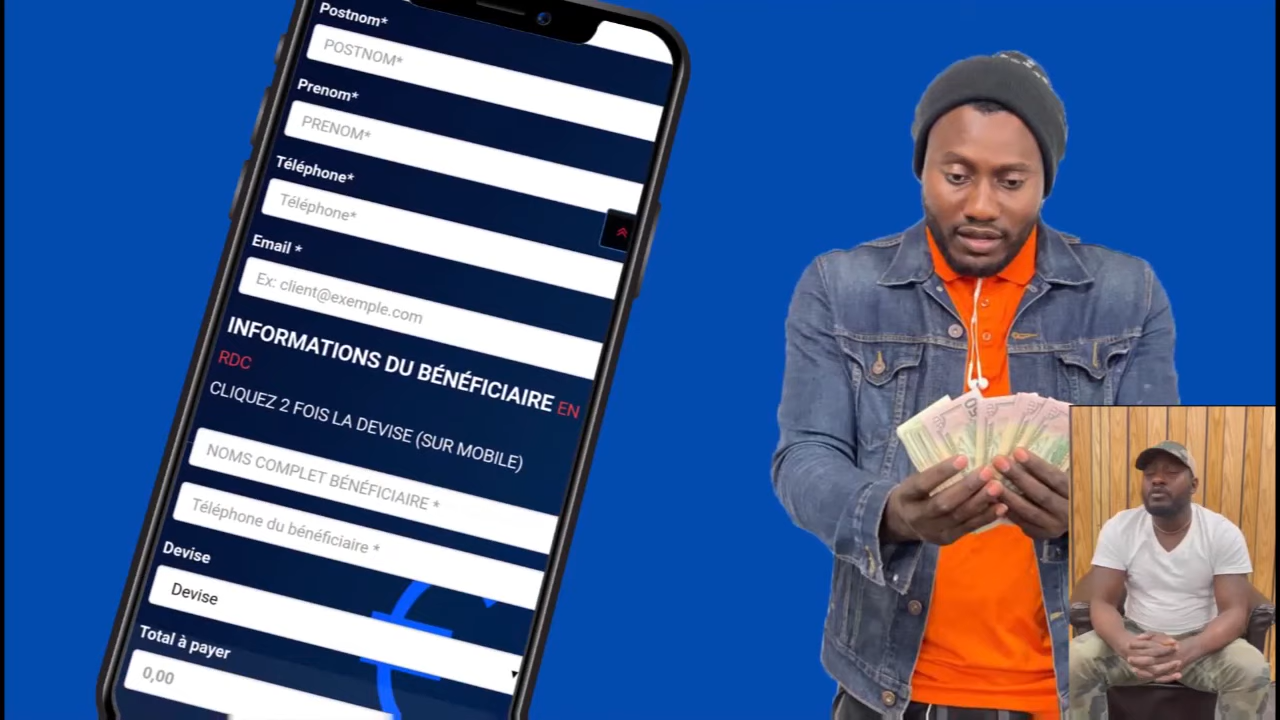 Postnom*
POSTNOM*
Prenom*
PRENOM*
Téléphone*
Téléphone*
Email *
Ex: client@exemple.com
INFORMATIONS DU BÉNÉFICIAIRE EN
RDC
CLIQUEZ 2 FOIS LA DEVISE (SUR MOBILE)
NOMS COMPLET BÉNÉFICIAIRE *
Téléphone du bénéficiaire *
Devise
Devise
Total à payer
0,00